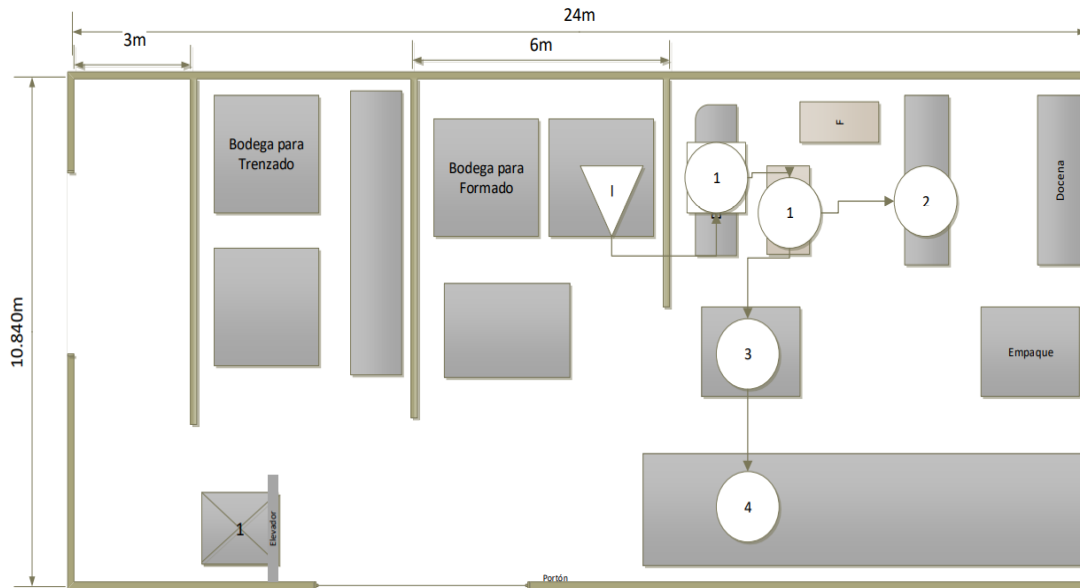 24m
3m
6m
10.840m
Bodega para
Trenzado
Bodega para
Formado
I
1
1
2
F
Docena
3
Empaque
4
1
Elevador
Portón